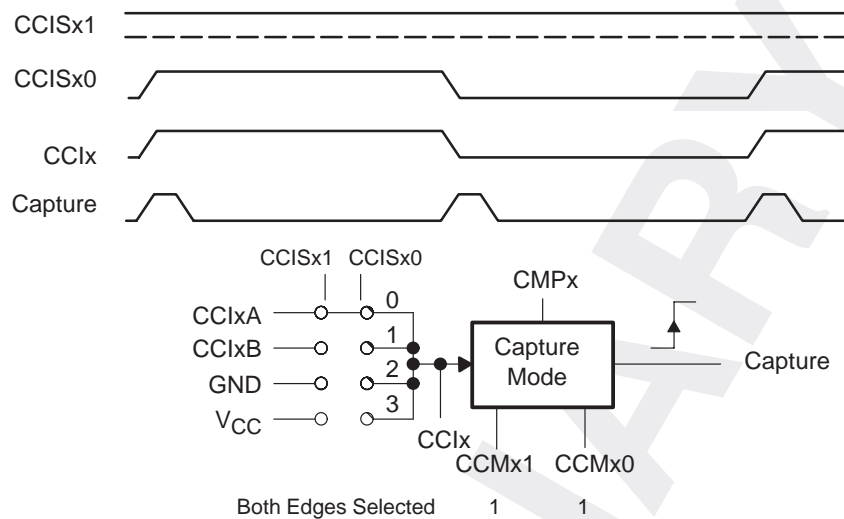 CCISx1
CCISx0
CCIx
Capture
CCISx1 CCISx0
CMPx
CCIxA 0
CCIxB 1
GND 2
VCC 3
Capture
Mode
Capture
CCIx
CCMx1 CCMx0
Both Edges Selected 1 1